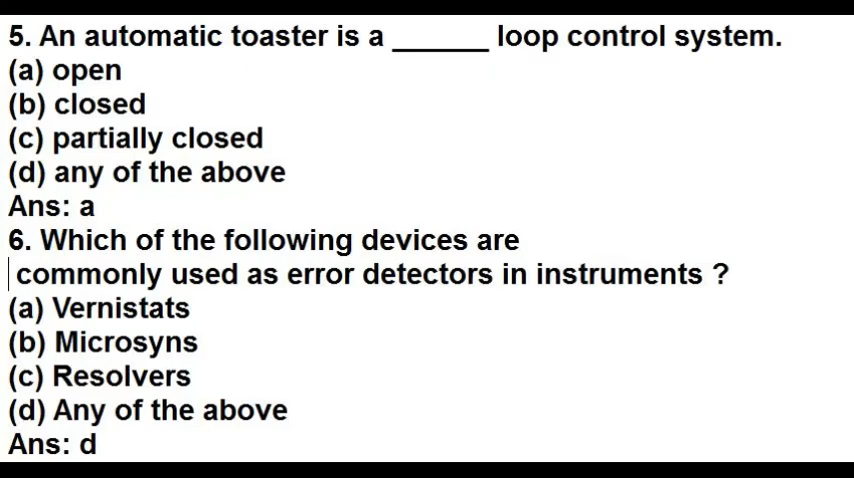 5. An automatic toaster is a ______ loop control system.
(a) open
(b) closed
(c) partially closed
(d) any of the above
Ans: a
6. Which of the following devices are
commonly used as error detectors in instruments ?
(a) Vernistats
(b) Microsyns
(c) Resolvers
(d) Any of the above
Ans: d